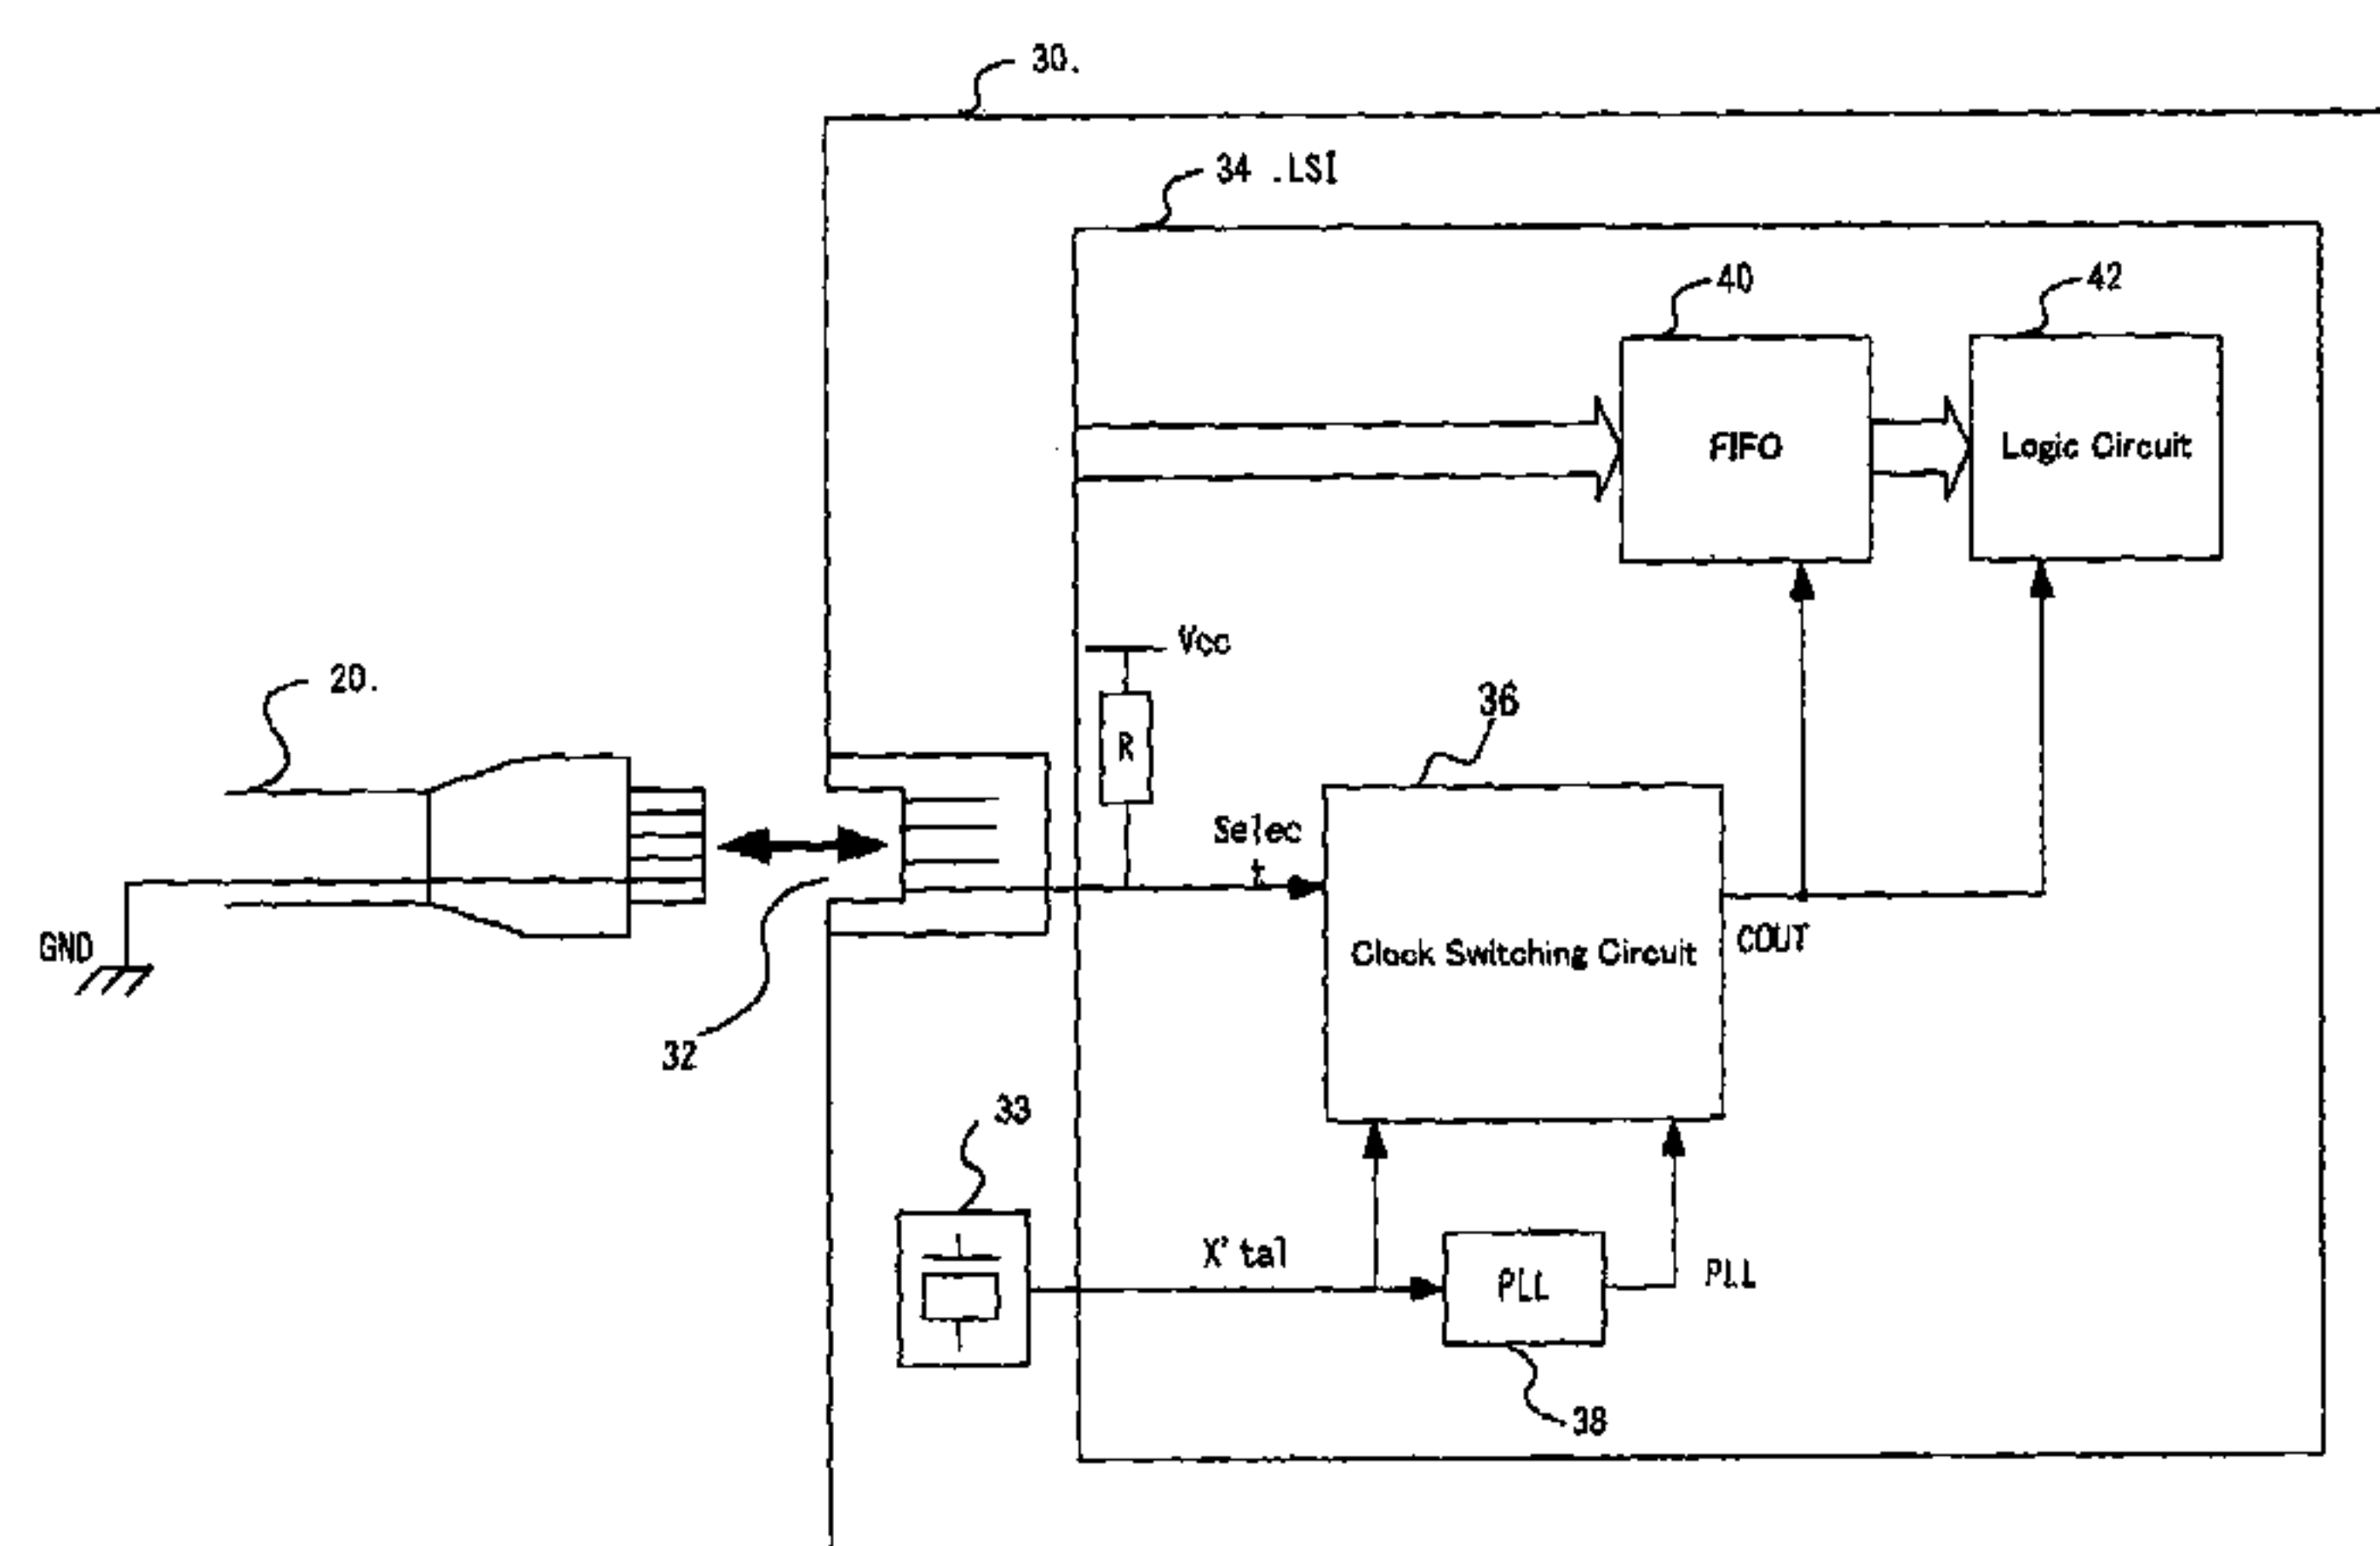 30.
34 .LSI
40
42
FIFO
Logic Circuit
Vcc
20.
36
R
Select
GND
COUT
Clock Switching Circuit
32
33
X'tal
PLL
PLL
38